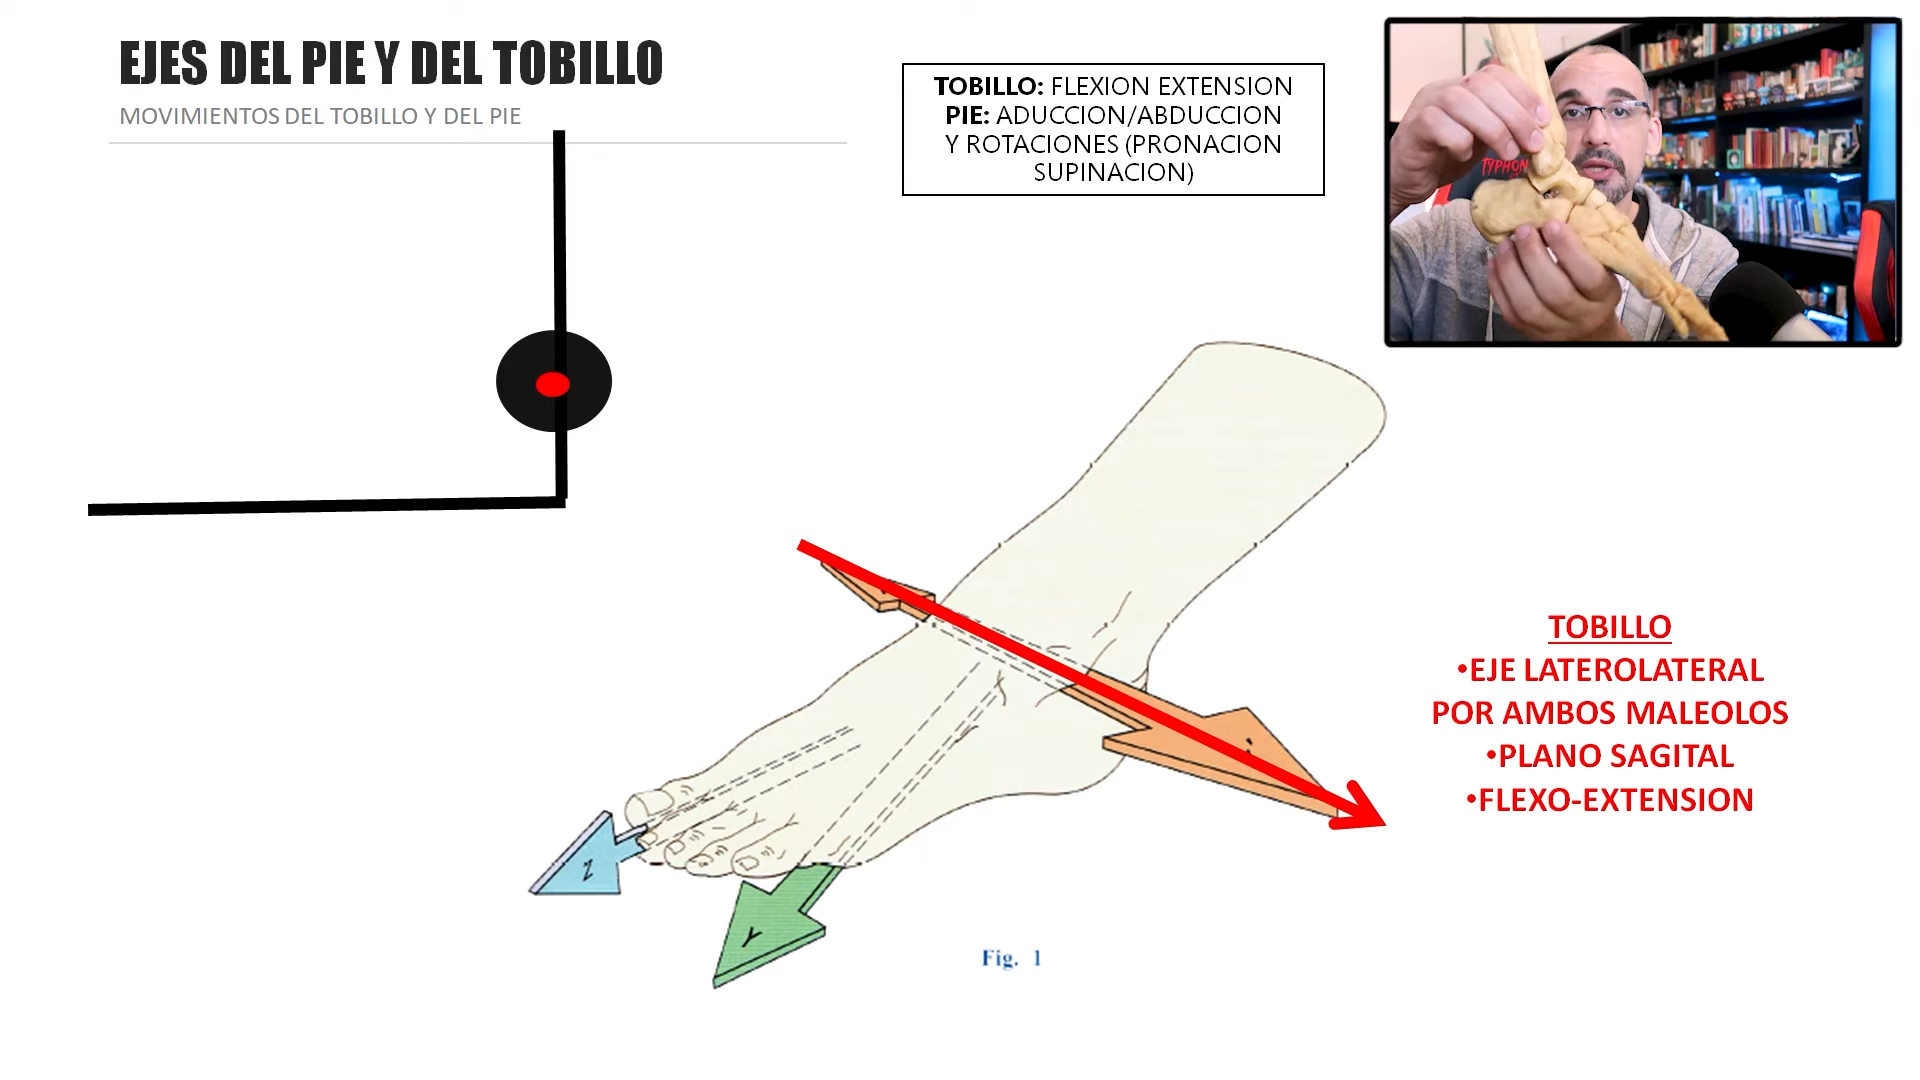 EJES DEL PIE Y DEL TOBILLO
MOVIMIENTOS DEL TOBILLO Y DEL PIE
TOBILLO: FLEXION EXTENSION
PIE: ADUCCION/ABDUCCION
Y ROTACIONES (PRONACION
SUPINACION)
TYPHON
TOBILLO
•EJE LATEROLATERAL
POR AMBOS MALEOLOS
•PLANO SAGITAL
•FLEXO-EXTENSION
Z
Y
Fig. 1